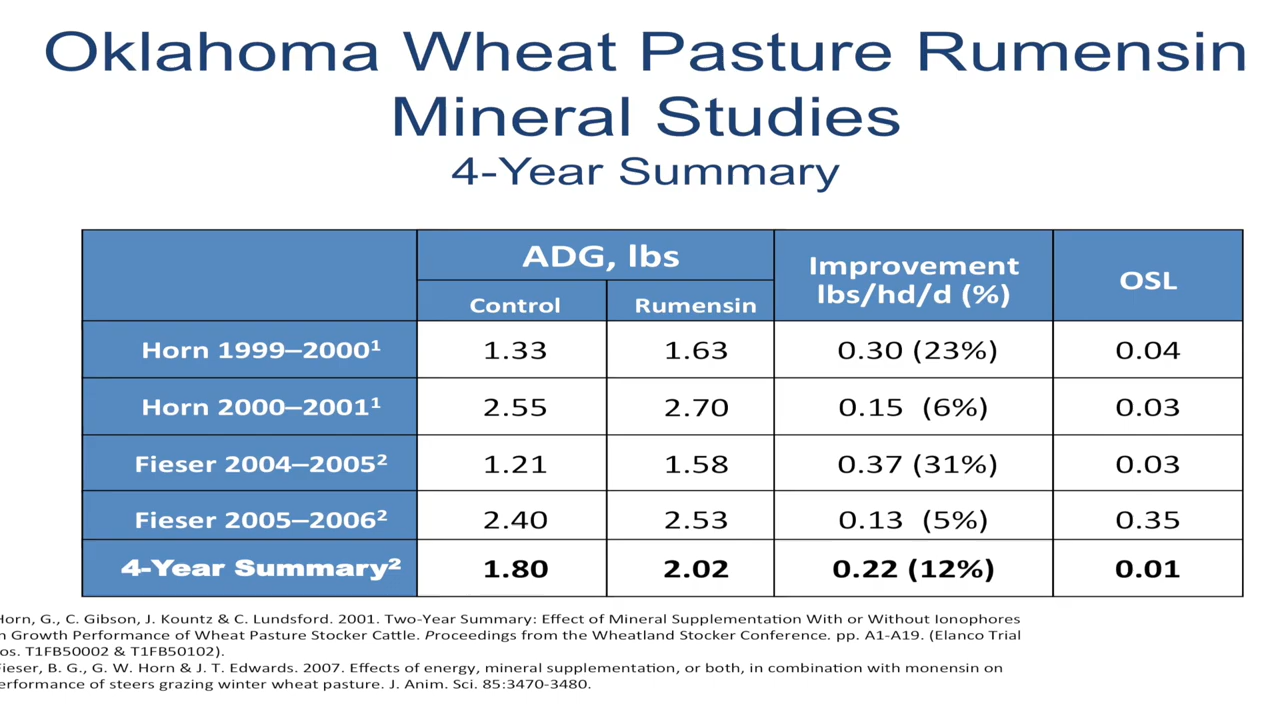 Oklahoma Wheat Pasture Rumensin
Mineral Studies
4-Year Summary
ADG, lbs
Improvement
lbs/hd/d (%)
OSL
Control
Rumensin
Horn 1999–2000¹ 1.33 1.63 0.30 (23%) 0.04
Horn 2000–2001¹ 2.55 2.70 0.15 (6%) 0.03
Fieser 2004–2005² 1.21 1.58 0.37 (31%) 0.03
Fieser 2005–2006² 2.40 2.53 0.13 (5%) 0.35
4-Year Summary² 1.80 2.02 0.22 (12%) 0.01
Horn, G., C. Gibson, J. Kountz & C. Lundsford. 2001. Two-Year Summary: Effect of Mineral Supplementation With or Without Ionophores
n Growth Performance of Wheat Pasture Stocker Cattle. Proceedings from the Wheatland Stocker Conference. pp. A1-A19. (Elanco Trial
os. T1FB50002 & T1FB50102).
Fieser, B. G., G. W. Horn & J. T. Edwards. 2007. Effects of energy, mineral supplementation, or both, in combination with monensin on
erformance of steers grazing winter wheat pasture. J. Anim. Sci. 85:3470-3480.